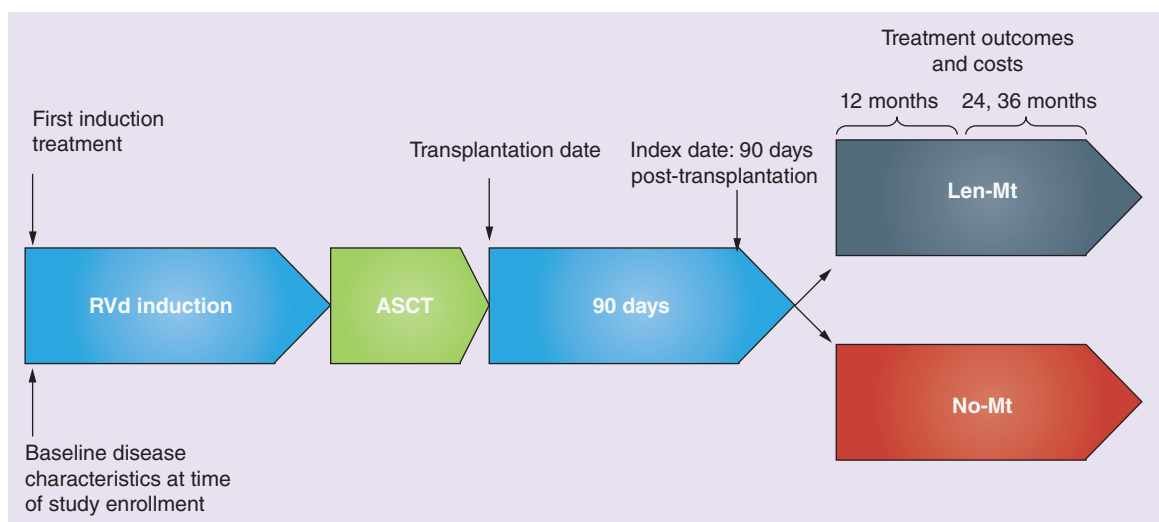 First induction
treatment
Transplantation date
Index date: 90 days
post-transplantation
Treatment outcomes
and costs
12 months
24, 36 months
RVd induction
ASCT
90 days
Len-Mt
No-Mt
Baseline disease
characteristics at time
of study enrollment